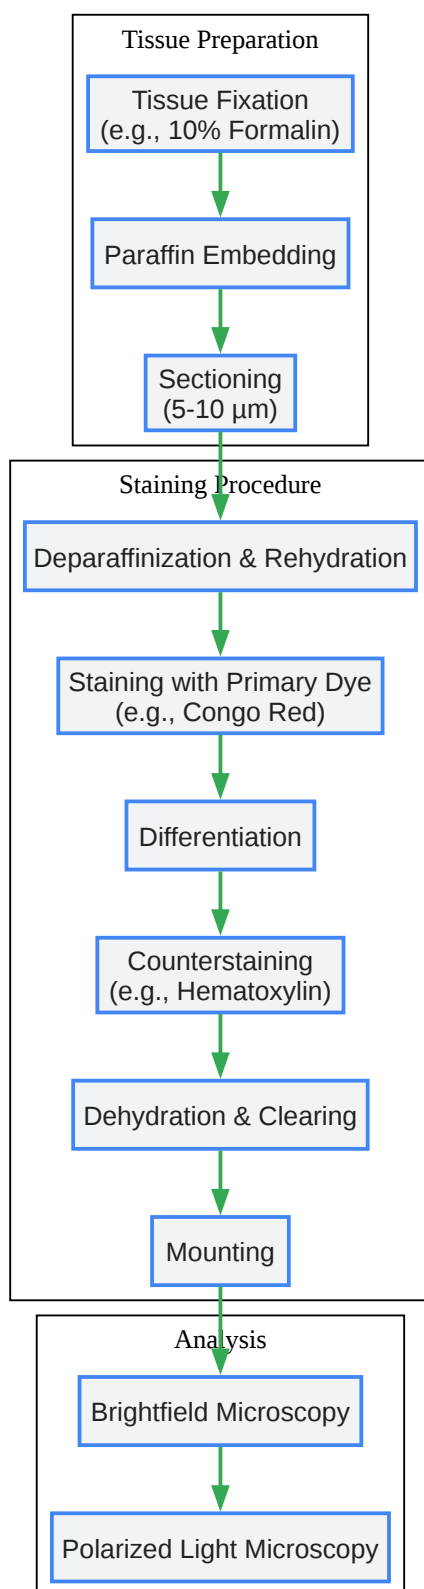 Tissue Preparation
Tissue Fixation
(e.g., 10% Formalin)
Paraffin Embedding
Sectioning
(5-10 µm)
Staining Procedure
Deparaffinization & Rehydration
Staining with Primary Dye
(e.g., Congo Red)
Differentiation
Counterstaining
(e.g., Hematoxylin)
Dehydration & Clearing
Mounting
Analysis
Brightfield Microscopy
Polarized Light Microscopy